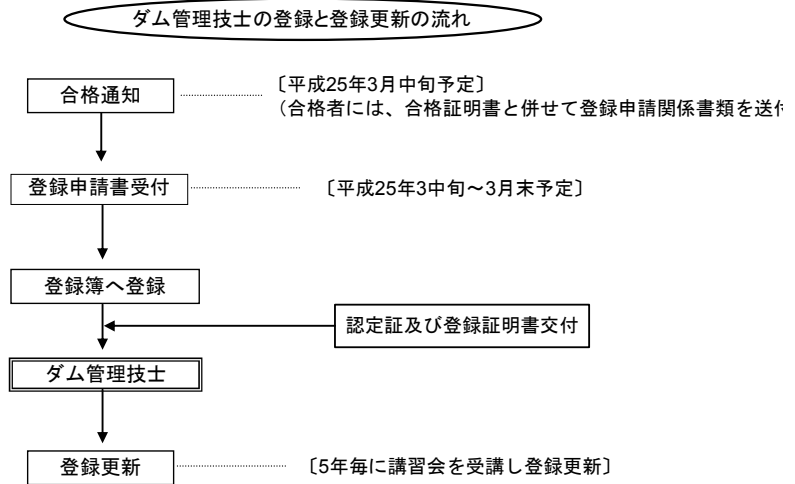 ダム管理技士の登録と登録更新の流れ
合格通知
〔平成25年3月中旬予定〕
（合格者には、合格証明書と併せて登録申請関係書類を送
登録申請書受付
〔平成25年3中旬～3月末予定〕
登録簿へ登録
認定証及び登録証明書交付
ダム管理技士
登録更新
〔5年毎に講習会を受講し登録更新〕